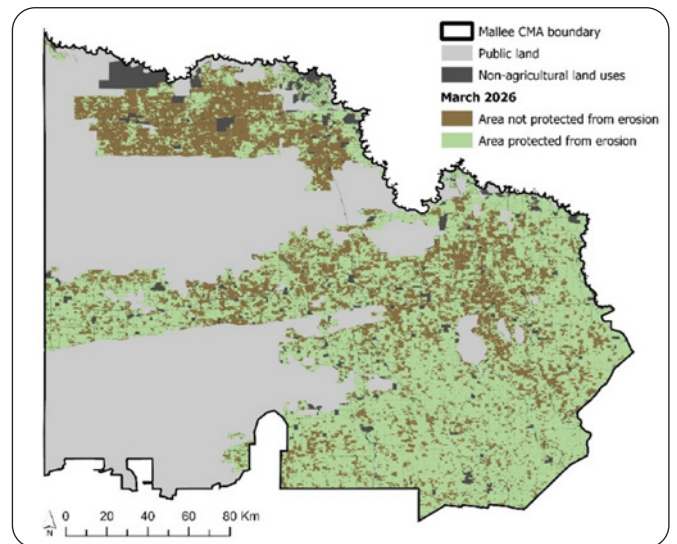 Mallee CMA boundary
Public land
Non-agricultural land uses
March 2026
Area not protected from erosion
Area protected from erosion
N
0 20 40 60 80 Km